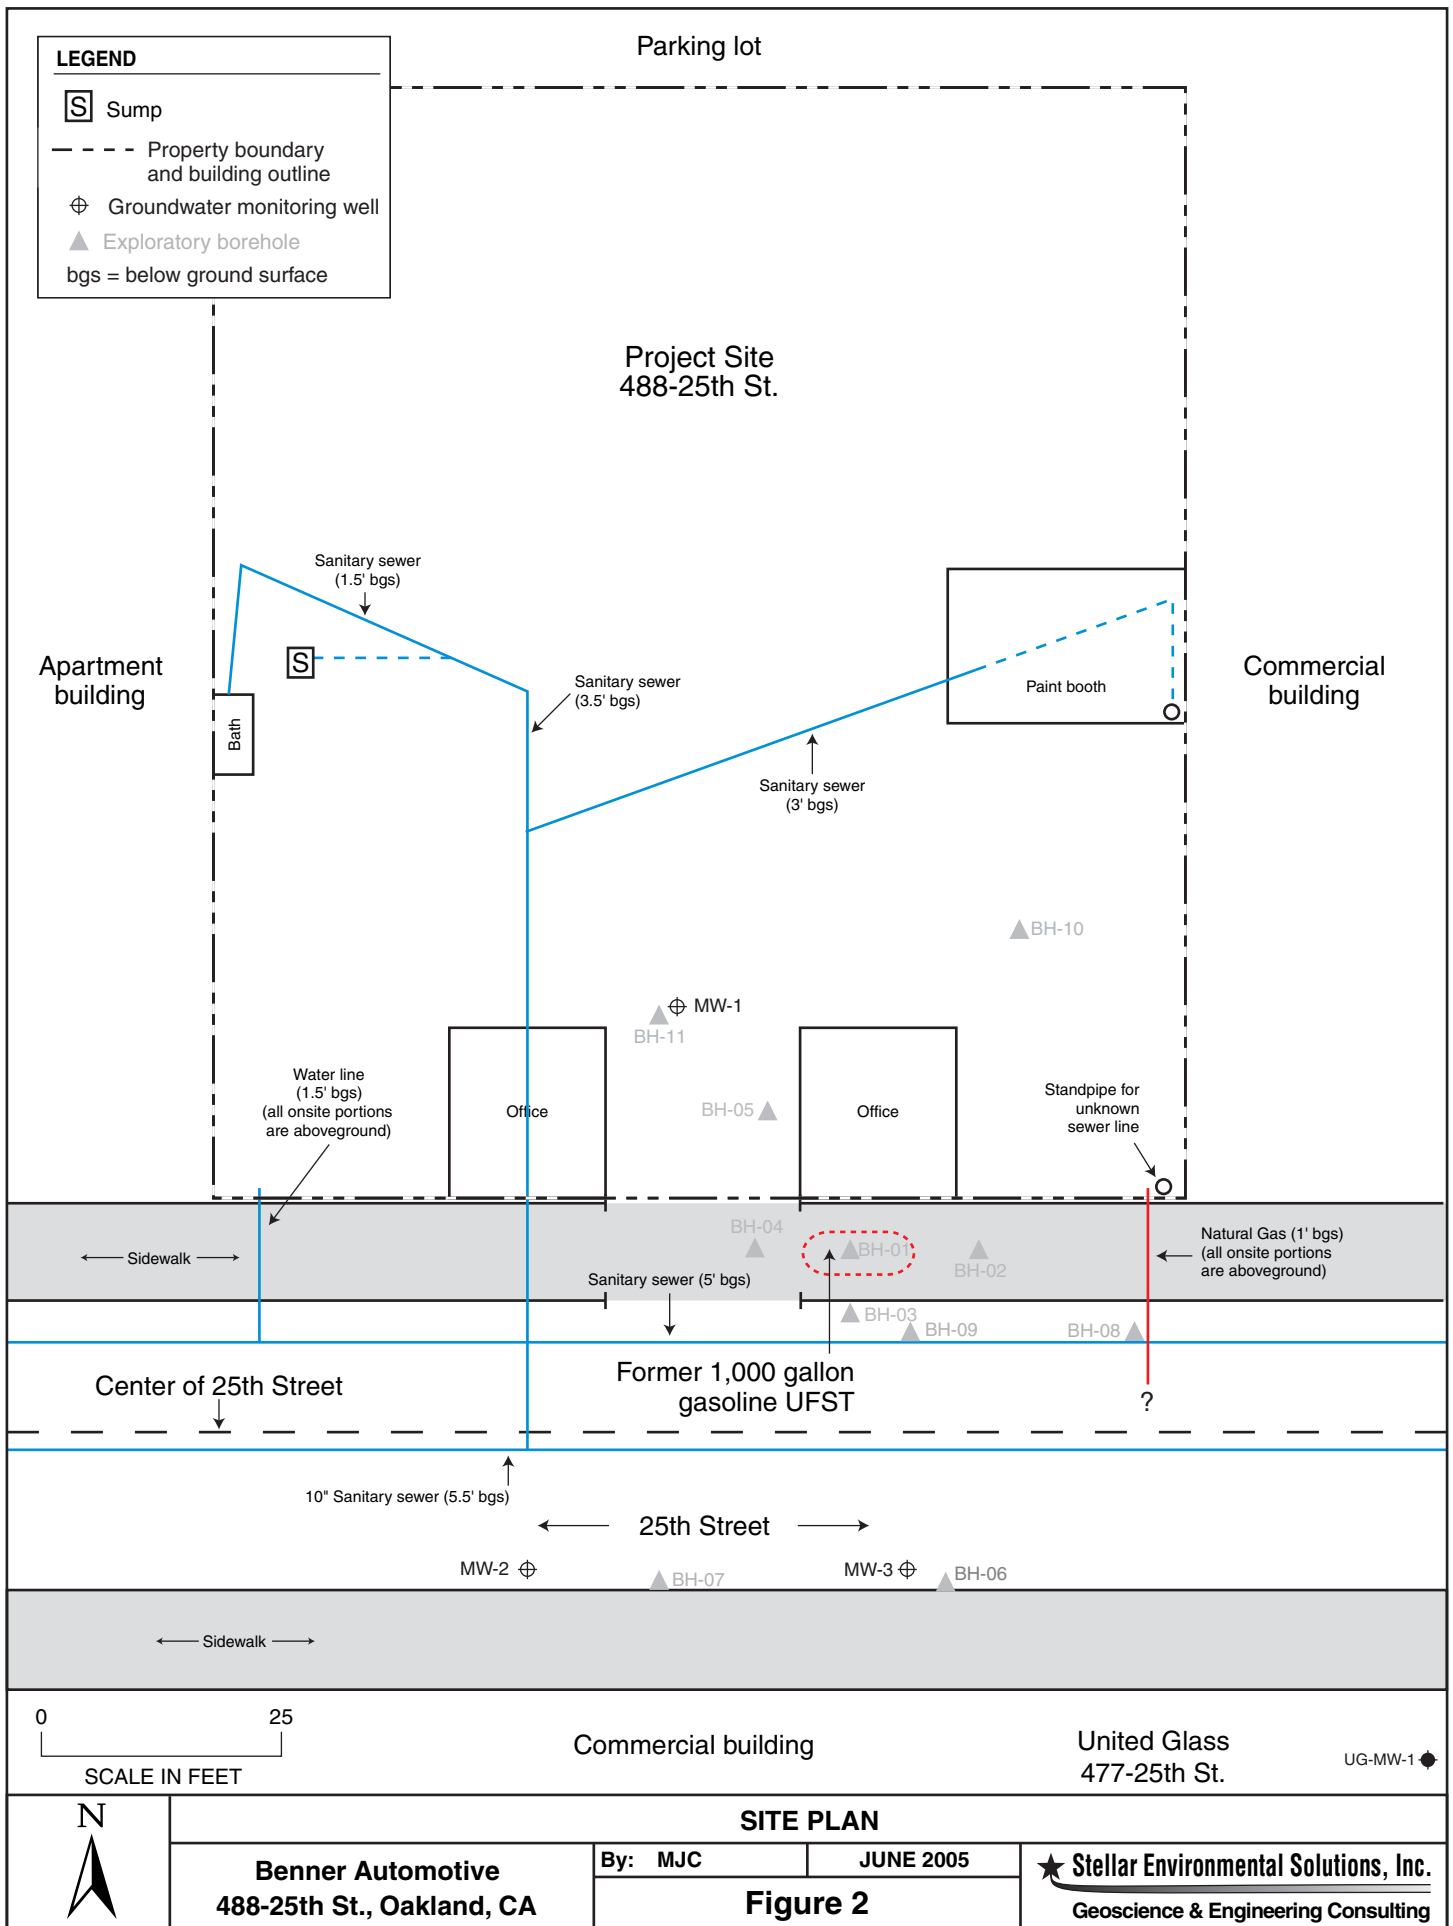 Parking lot
LEGEND
S Sump
Property boundary
and building outline
Groundwater monitoring well
Exploratory borehole
bgs = below ground surface
Project Site
488-25th St.
Sanitary sewer
(1.5' bgs)
S
Apartment
building
Bath
Sanitary sewer
(3.5' bgs)
Paint booth
Commercial
building
Sanitary sewer
(3' bgs)
BH-10
MW-1
BH-11
Water line
(1.5' bgs)
(all onsite portions
are aboveground)
Office
BH-05
Office
Standpipe for
unknown
sewer line
BH-04
BH-01
BH-02
Natural Gas (1' bgs)
(all onsite portions
are aboveground)
Sidewalk
Sanitary sewer (5' bgs)
BH-03
BH-09
BH-08
Former 1,000 gallon
gasoline UFST
Center of 25th Street
?
10" Sanitary sewer (5.5' bgs)
25th Street
MW-2
BH-07
MW-3
BH-06
Sidewalk
0 25
SCALE IN FEET
Commercial building
United Glass
477-25th St.
UG-MW-1
N
SITE PLAN
Benner Automotive
488-25th St., Oakland, CA
By: MJC
JUNE 2005
Figure 2
Stellar Environmental Solutions, Inc.
Geoscience & Engineering Consulting